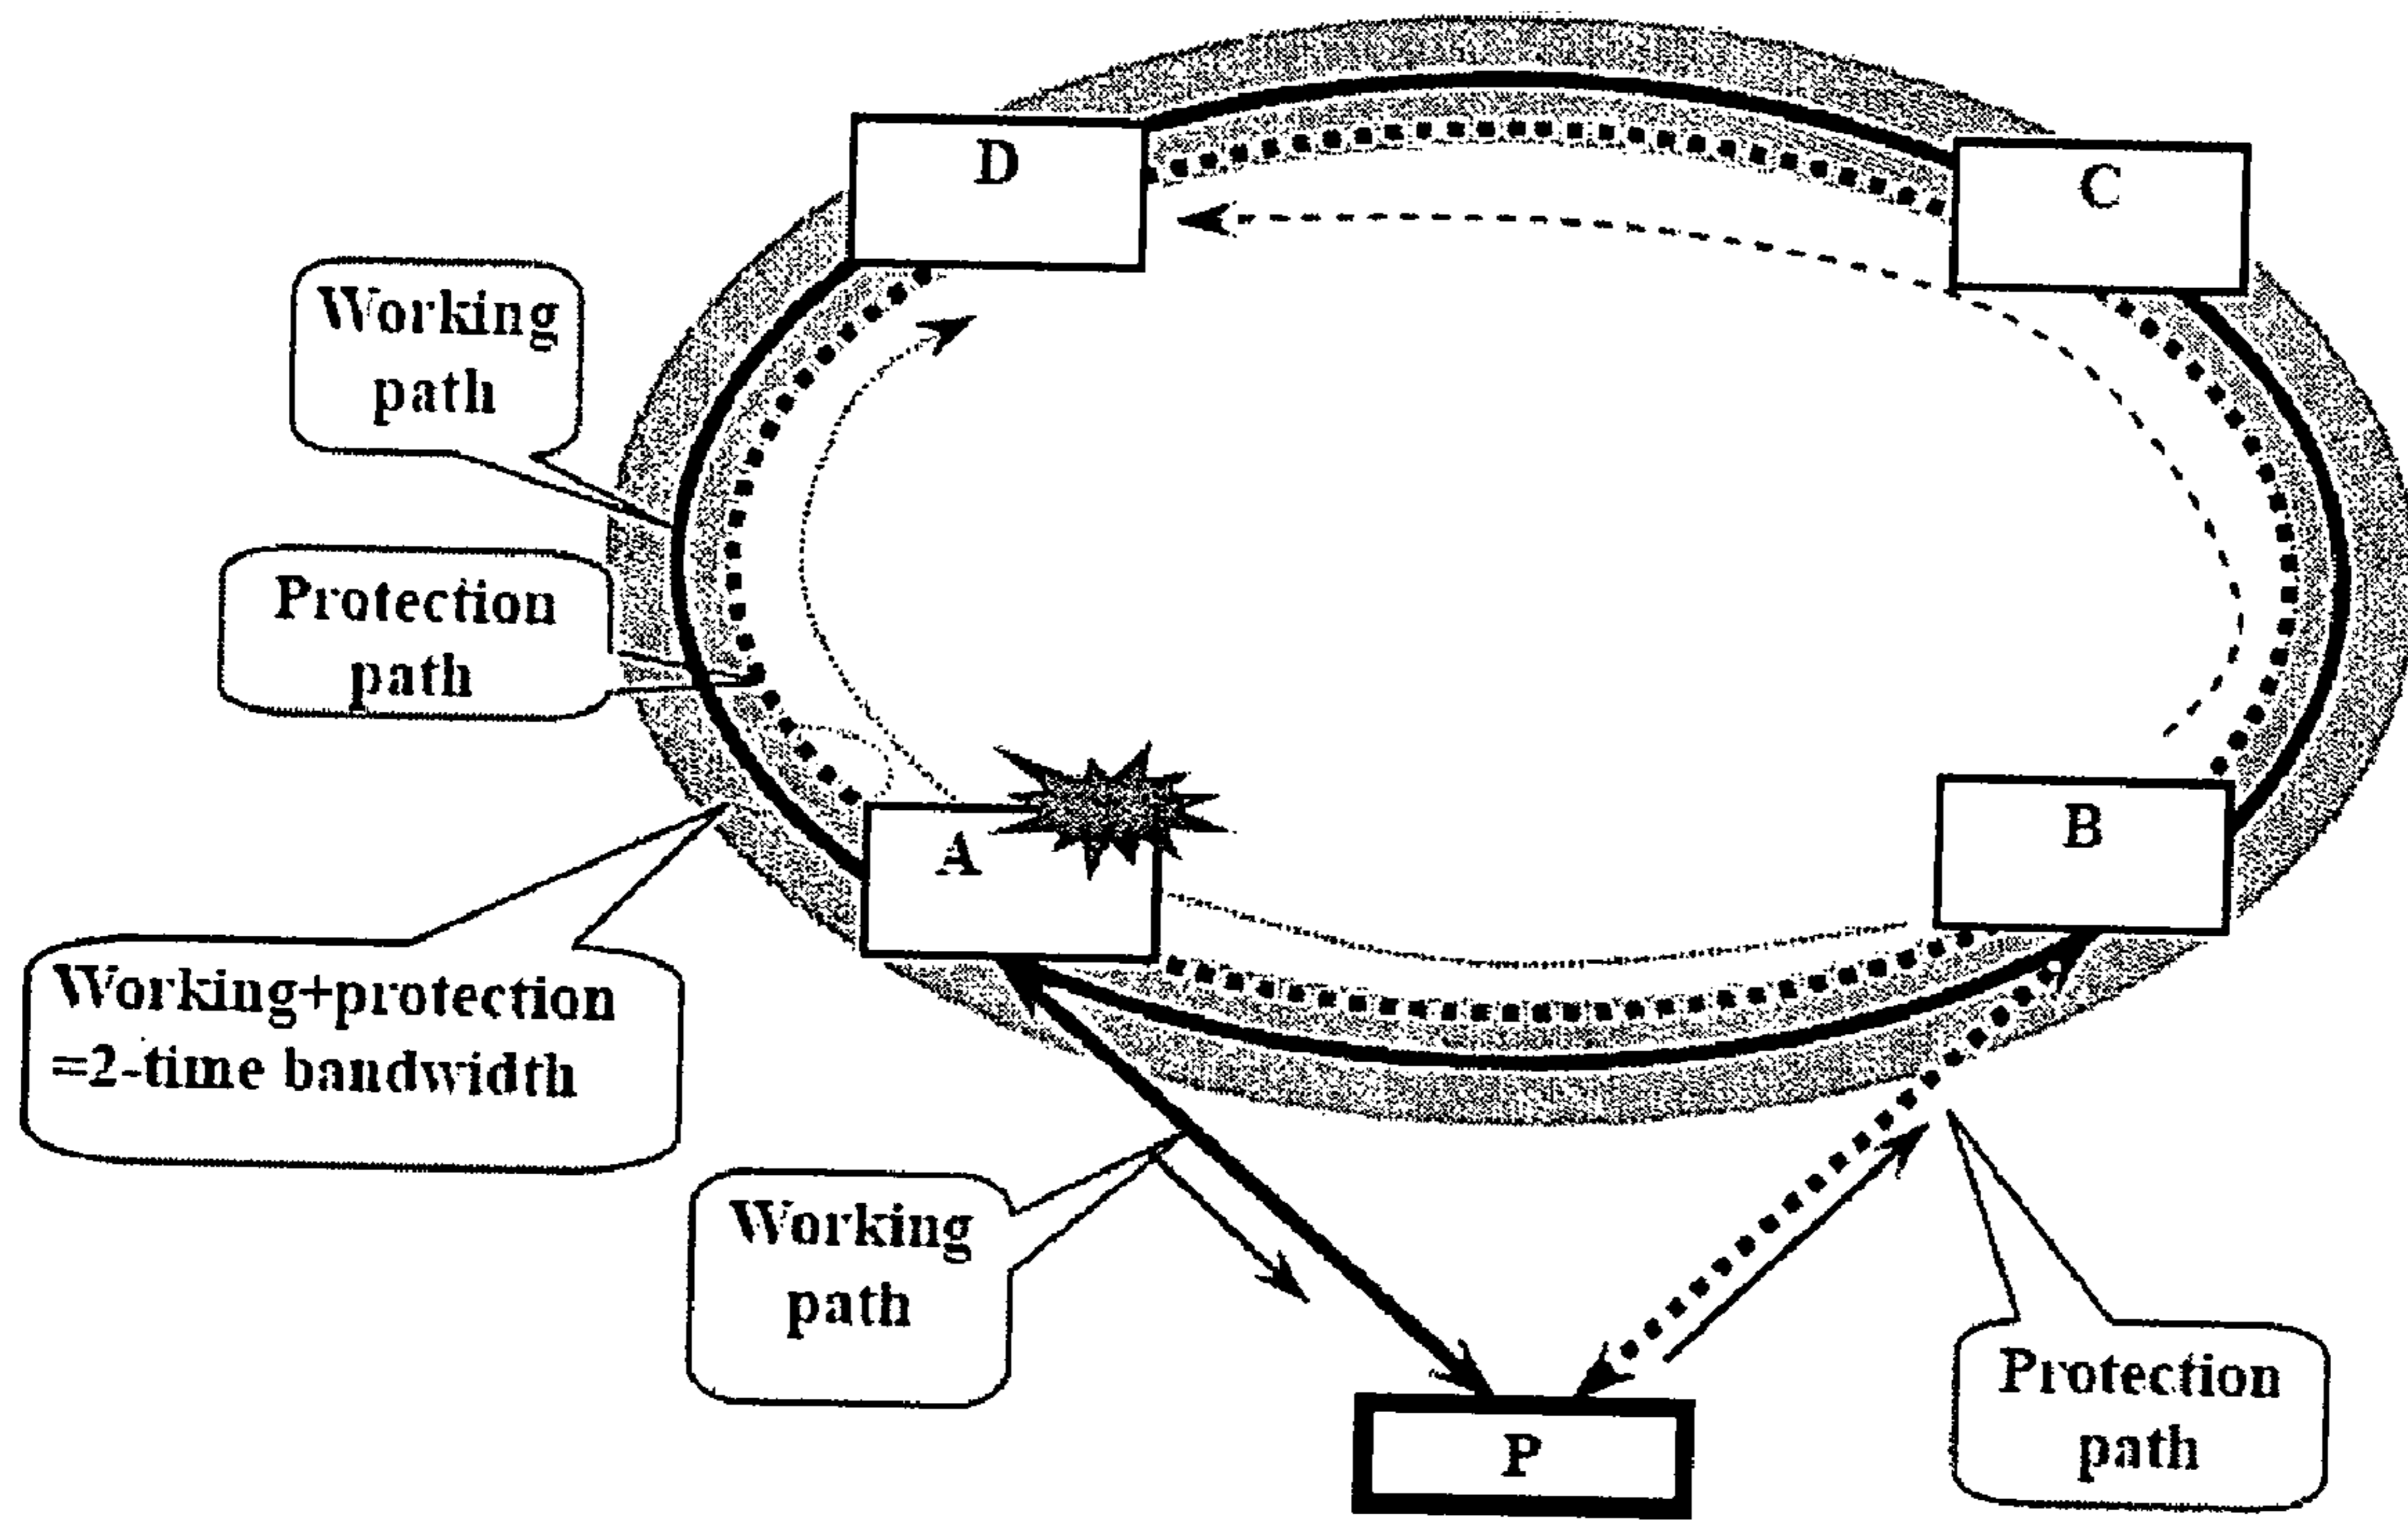 D
C
Working
path
Protection
path
A
B
Working+protection
=2-time bandwidth
Working
path
Protection
path
P